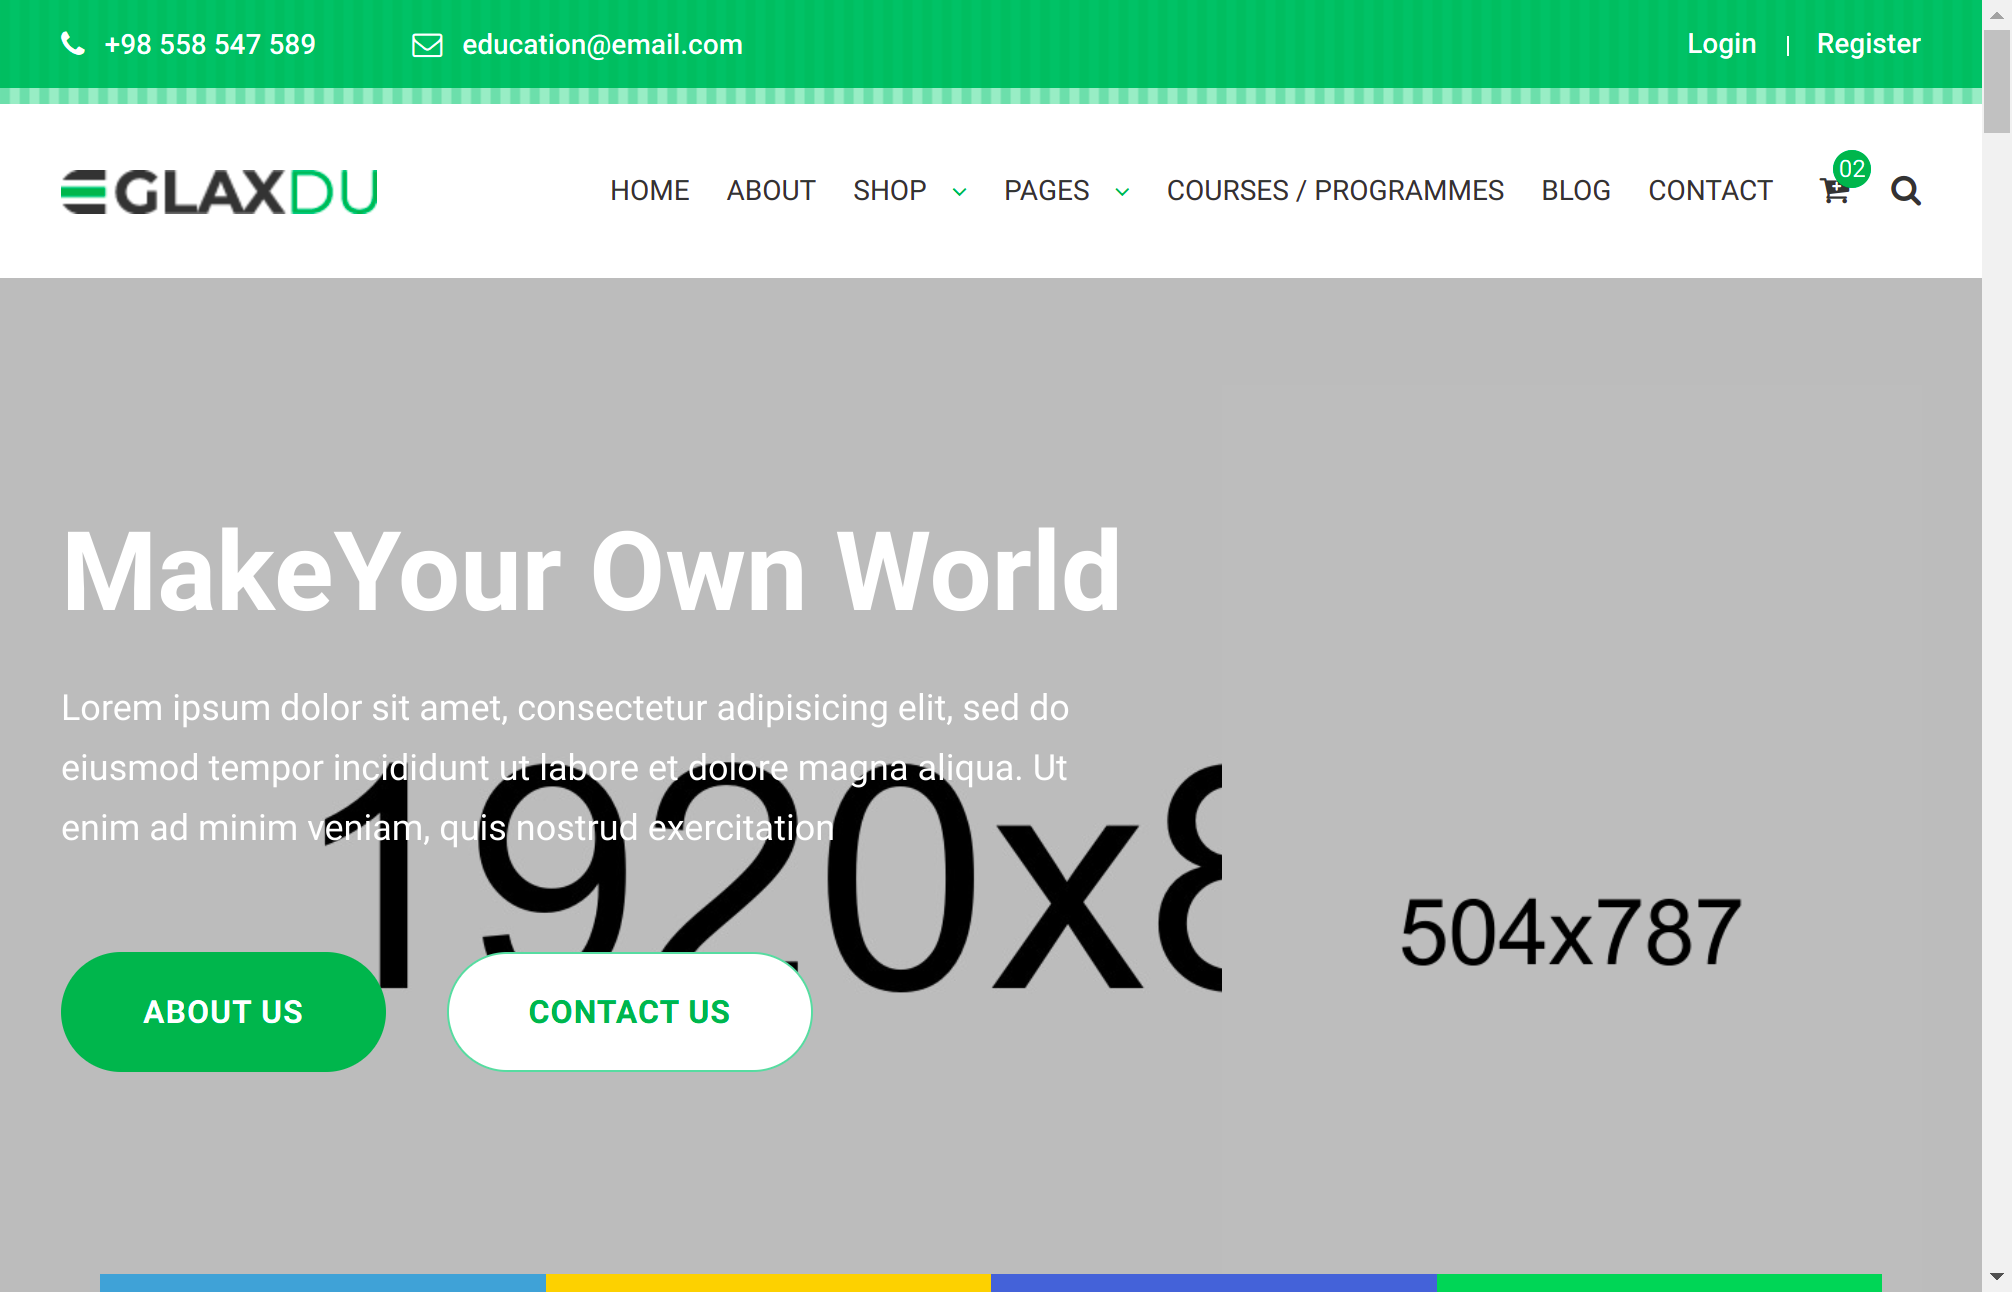 +98 558 547 589 education@email.com Login | Register
GLAXDU HOME ABOUT SHOP PAGES COURSES / PROGRAMMES BLOG CONTACT 02
MakeYour Own World
Lorem ipsum dolor sit amet, consectetur adipisicing elit, sed do
eiusmod tempor incididunt ut labore et dolore magna aliqua. Ut
enim ad minim veniam, quis nostrud exercitation
1920x8
504x787
ABOUT US CONTACT US